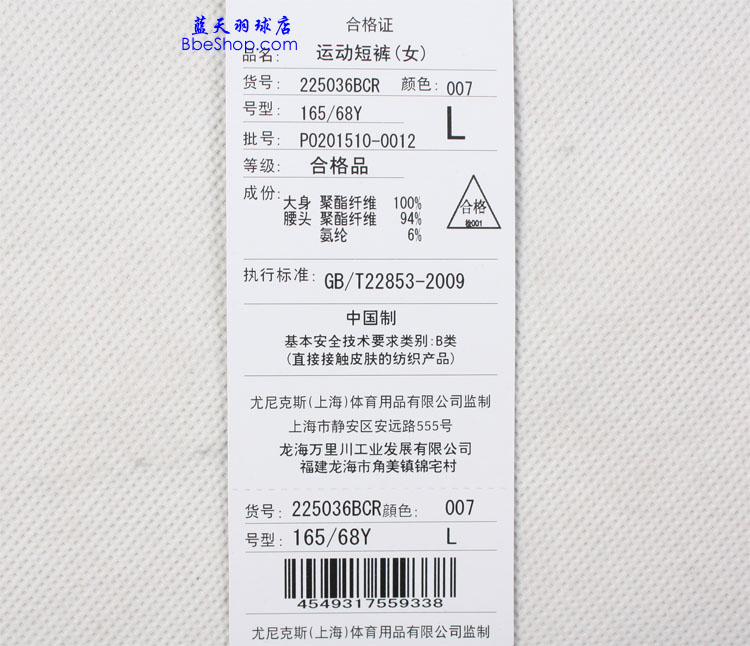 合格证
蓝天羽球店
BbeShop.com
品名: 运动短裤(女)
货号: 225036BCR 颜色: 007
号型: 165/68Y L
批号: PO201510-0012
等级: 合格品
成份: 大身 聚酯纤维 100%
腰头 聚酯纤维 94%
氨纶 6%
合格
检001
执行标准: GB/T22853-2009
中国制
基本安全技术要求类别:B类
(直接接触皮肤的纺织产品)
尤尼克斯(上海)体育用品有限公司监制
上海市静安区安远路555号
龙海万里川工业发展有限公司
福建龙海市角美镇锦宅村
货号: 225036BCR 顔色: 007
号型: 165/68Y L
4549317559338
尤尼克斯(上海)体育用品有限公司监制